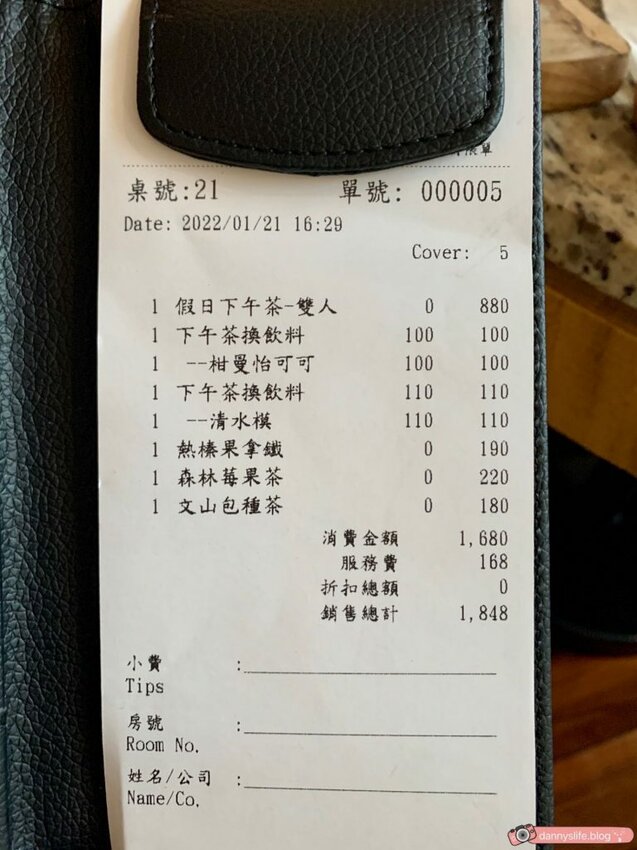 桌號:21 單號: 000005
Date: 2022/01/21 16:29
Cover: 5
1 假日下午茶-雙人 0 880
1 下午茶換飲料 100 100
1 --柑曼怡可可 100 100
1 下午茶換飲料 110 110
1 --清水模 110 110
1 熱榛果拿鐵 0 190
1 森林莓果茶 0 220
1 文山包種茶 0 180
消費金額 1,680
服務費 168
折扣總額 0
銷售總計 1,848
小費 :
Tips
房號 :
Room No.
姓名/公司 :
Name/Co.
dannyslife.blog